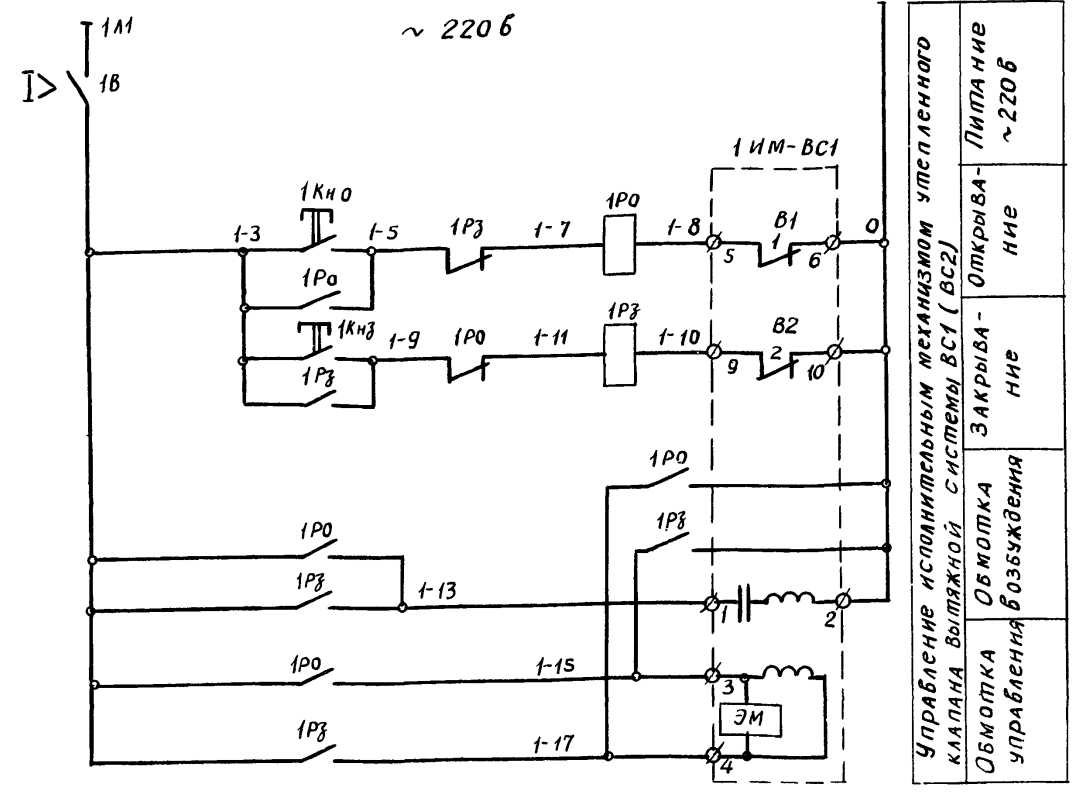 1Л1
~ 220 в
I>
1В
1 ИМ-ВС1
1КнО
1-3
1-5
1РЗ
1-7
1РО
1-8
5
В1
1
6
0
1Ро
1Кнз
1-9
1РО
1-11
1РЗ
1-10
9
В2
2
10
1Рз
1РО
1РЗ
1РО
1РЗ
1-13
1
2
1РО
1-15
3
ЭМ
1РЗ
1-17
4
Управление исполнительным механизмом утепленного
клапана вытяжной системы ВС1 (ВС2)
Питание
~220в
Открыва-
ние
Закрыва-
ние
Обмотка
возбуждения
Обмотка
управления